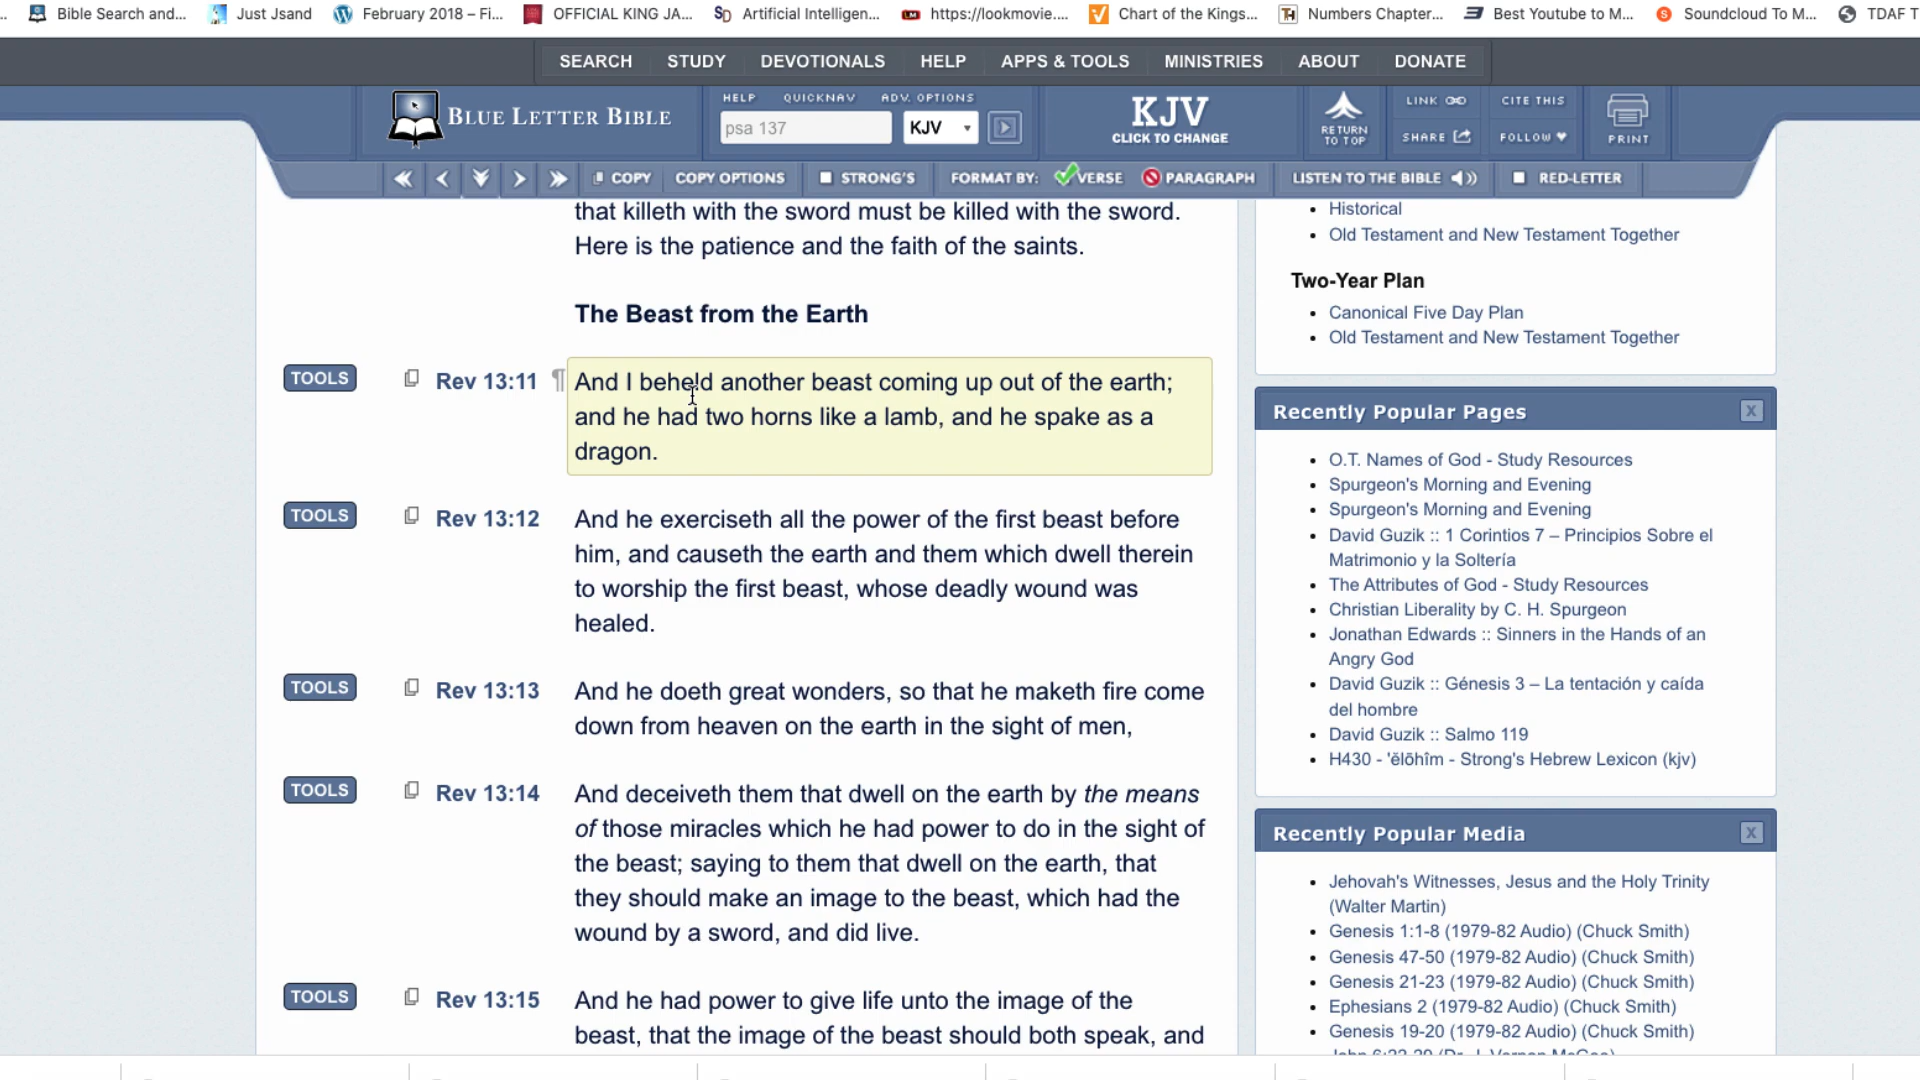 Bible Search and...
Just Jsand
February 2018 – Fi...
OFFICIAL KING JA...
Artificial Intelligen...
https://lookmovie....
Chart of the Kings...
Numbers Chapter...
Best Youtube to M...
Soundcloud To M...
TDAF T
SEARCH
STUDY
DEVOTIONALS
HELP
APPS & TOOLS
MINISTRIES
ABOUT
DONATE
BLUE LETTER BIBLE
HELP
QUICKNAV
ADV. OPTIONS
psa 137
KJV
KJV
CLICK TO CHANGE
RETURN
TO TOP
LINK
CITE THIS
SHARE
FOLLOW
PRINT
COPY
COPY OPTIONS
STRONG'S
FORMAT BY:
VERSE
PARAGRAPH
LISTEN TO THE BIBLE
RED-LETTER
that killeth with the sword must be killed with the sword.
Here is the patience and the faith of the saints.
The Beast from the Earth
TOOLS
Rev 13:11
¶
And I beheld another beast coming up out of the earth;
and he had two horns like a lamb, and he spake as a
dragon.
TOOLS
Rev 13:12
And he exerciseth all the power of the first beast before
him, and causeth the earth and them which dwell therein
to worship the first beast, whose deadly wound was
healed.
TOOLS
Rev 13:13
And he doeth great wonders, so that he maketh fire come
down from heaven on the earth in the sight of men,
TOOLS
Rev 13:14
And deceiveth them that dwell on the earth by the means
of those miracles which he had power to do in the sight of
the beast; saying to them that dwell on the earth, that
they should make an image to the beast, which had the
wound by a sword, and did live.
TOOLS
Rev 13:15
And he had power to give life unto the image of the
beast, that the image of the beast should both speak, and
Historical
Old Testament and New Testament Together
Two-Year Plan
Canonical Five Day Plan
Old Testament and New Testament Together
Recently Popular Pages
X
O.T. Names of God - Study Resources
Spurgeon's Morning and Evening
Spurgeon's Morning and Evening
David Guzik :: 1 Corintios 7 – Principios Sobre el
Matrimonio y la Soltería
The Attributes of God - Study Resources
Christian Liberality by C. H. Spurgeon
Jonathan Edwards :: Sinners in the Hands of an
Angry God
David Guzik :: Génesis 3 – La tentación y caída
del hombre
David Guzik :: Salmo 119
H430 - 'ĕlōhîm - Strong's Hebrew Lexicon (kjv)
Recently Popular Media
X
Jehovah's Witnesses, Jesus and the Holy Trinity
(Walter Martin)
Genesis 1:1-8 (1979-82 Audio) (Chuck Smith)
Genesis 47-50 (1979-82 Audio) (Chuck Smith)
Genesis 21-23 (1979-82 Audio) (Chuck Smith)
Ephesians 2 (1979-82 Audio) (Chuck Smith)
Genesis 19-20 (1979-82 Audio) (Chuck Smith)